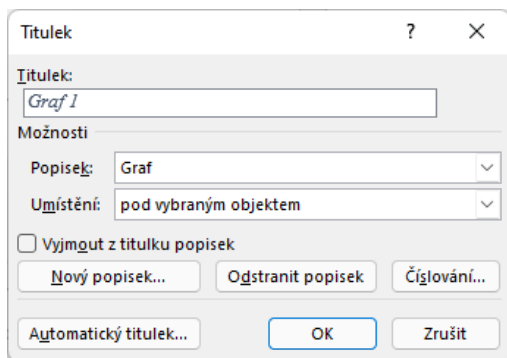 Titulek ?
Titulek:
Graf 1
Možnosti
Popisek: Graf
Umístění: pod vybraným objektem
Vyjmout z titulku popisek
Nový popisek... Odstranit popisek Číslování...
Automatický titulek... OK Zrušit